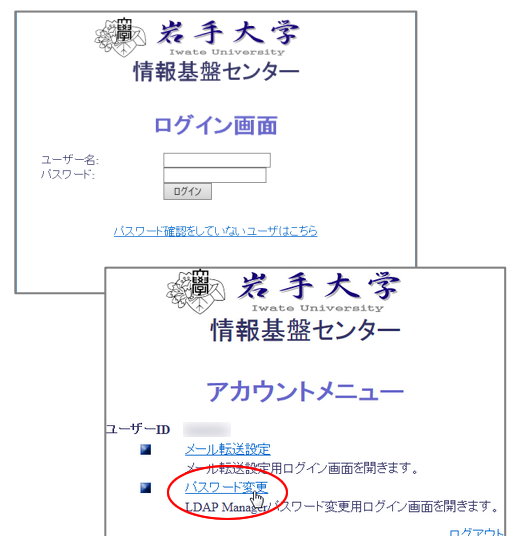 岩手大学
Iwate University
情報基盤センター
ログイン画面
ユーザー名:
パスワード:
ログイン
パスワード確認をしていないユーザはこちら
岩手大学
Iwate University
情報基盤センター
アカウントメニュー
ユーザーID
メール転送設定
メール転送設定用ログイン画面を開きます。
パスワード変更
LDAP Managerパスワード変更用ログイン画面を開きます。
ログアウト